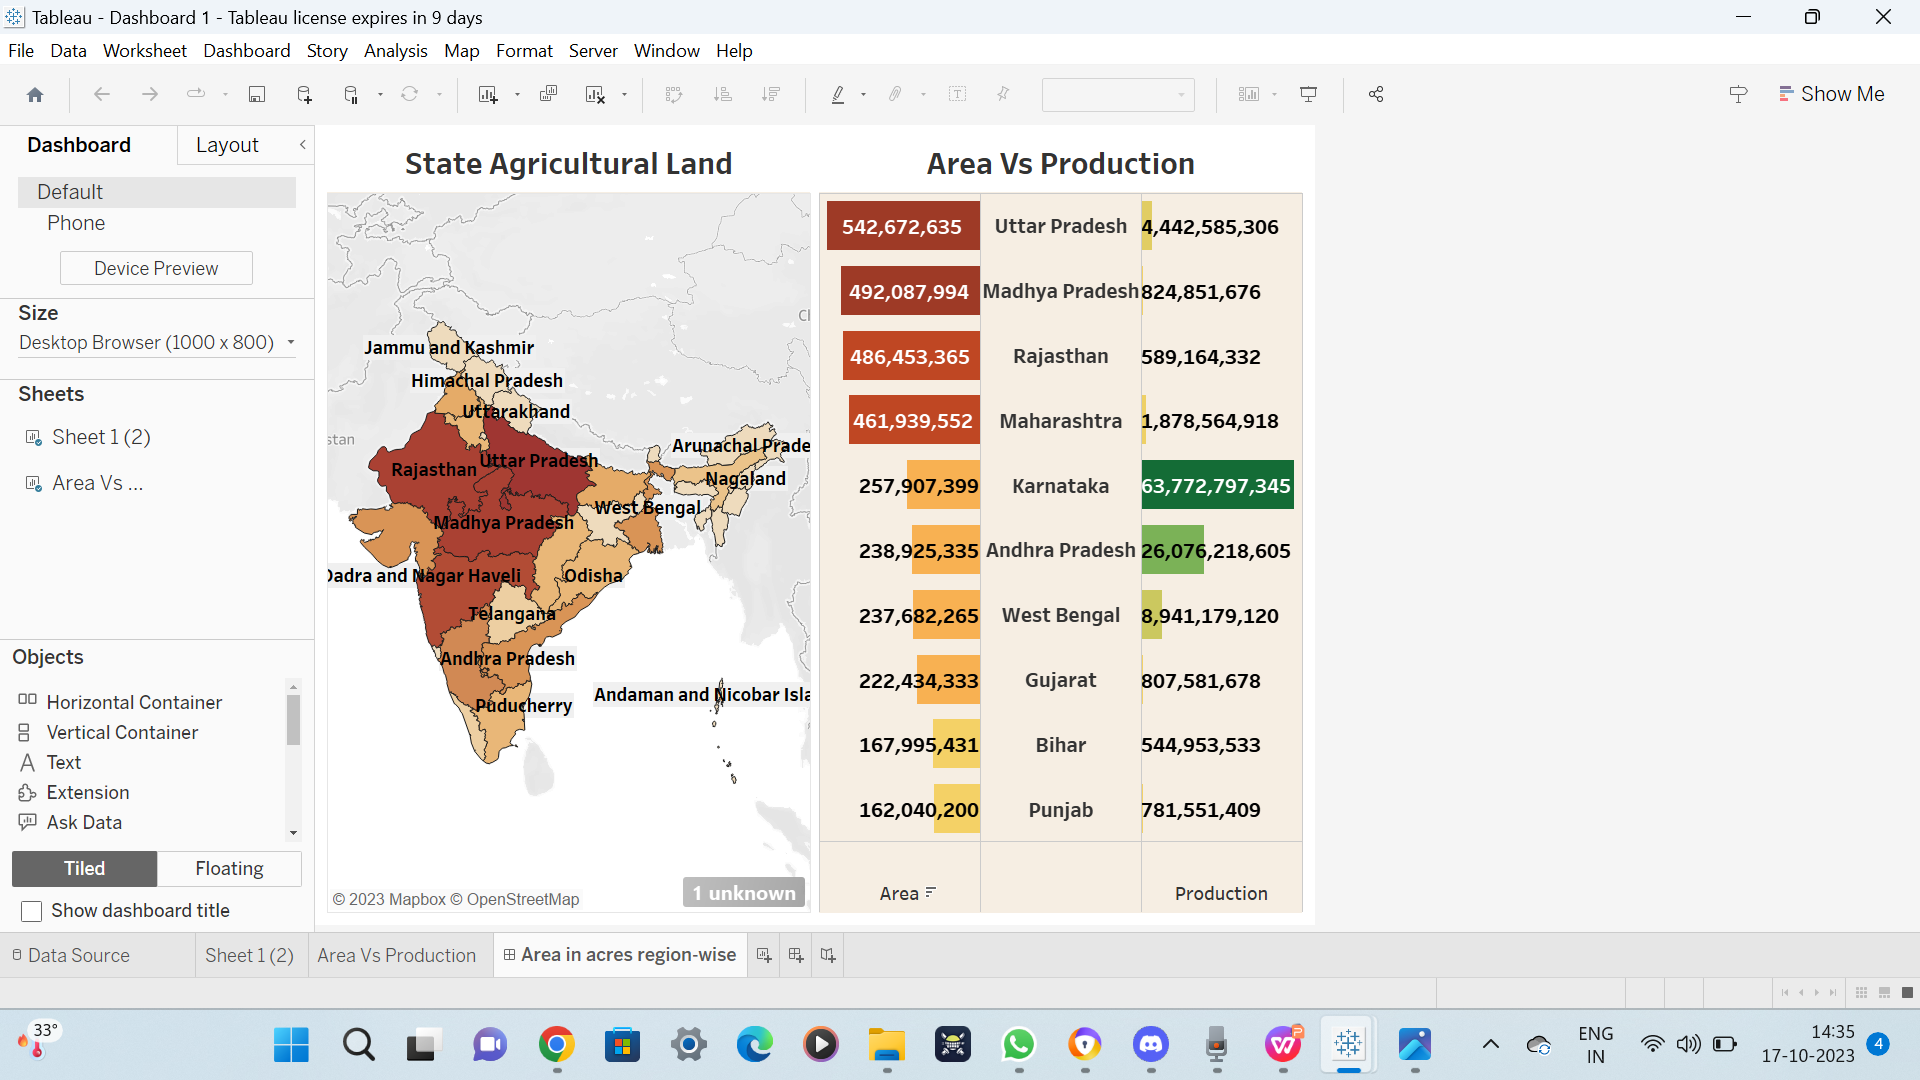 Tableau - Dashboard 1 - Tableau license expires in 9 days
File Data Worksheet Dashboard Story Analysis Map Format Server Window Help
Show Me
Dashboard
Layout
Default
Phone
Device Preview
Size
Desktop Browser (1000 x 800)
Sheets
Sheet 1 (2)
Area Vs ...
Objects
Horizontal Container
Vertical Container
Text
Extension
Ask Data
Tiled
Floating
Show dashboard title
State Agricultural Land
Jammu and Kashmir
Himachal Pradesh
Uttarakhand
stan
Arunachal Prade
Rajasthan
Uttar Pradesh
Nagaland
West Bengal
Madhya Pradesh
Dadra and Nagar Haveli
Odisha
Telangana
Andhra Pradesh
Andaman and Nicobar Isla
Puducherry
© 2023 Mapbox © OpenStreetMap
1 unknown
Area Vs Production
542,672,635 Uttar Pradesh 4,442,585,306
492,087,994 Madhya Pradesh 824,851,676
486,453,365 Rajasthan 589,164,332
461,939,552 Maharashtra 1,878,564,918
257,907,399 Karnataka 63,772,797,345
238,925,335 Andhra Pradesh 26,076,218,605
237,682,265 West Bengal 8,941,179,120
222,434,333 Gujarat 807,581,678
167,995,431 Bihar 544,953,533
162,040,200 Punjab 781,551,409
Area Production
Data Source Sheet 1 (2) Area Vs Production Area in acres region-wise
33°
ENG
IN
14:35
17-10-2023
4